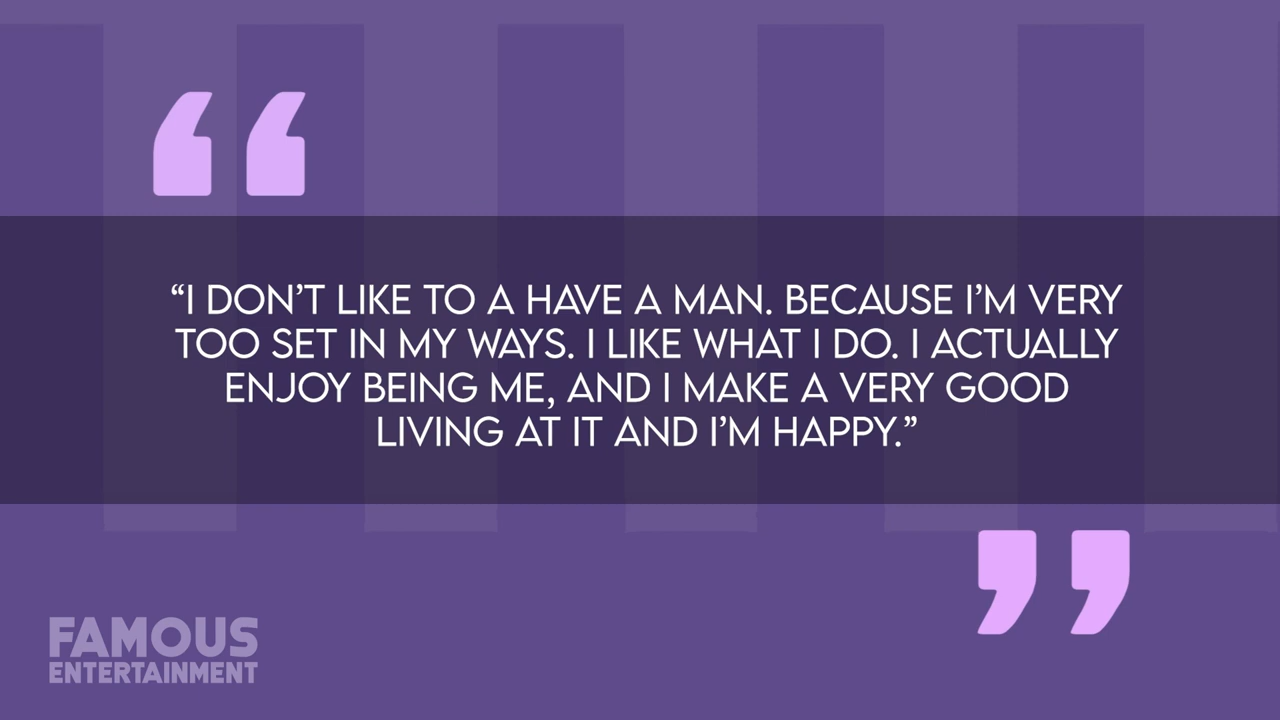 “I DON’T LIKE TO A HAVE A MAN. BECAUSE I’M VERY
TOO SET IN MY WAYS. I LIKE WHAT I DO. I ACTUALLY
ENJOY BEING ME, AND I MAKE A VERY GOOD
LIVING AT IT AND I’M HAPPY.”
FAMOUS
ENTERTAINMENT